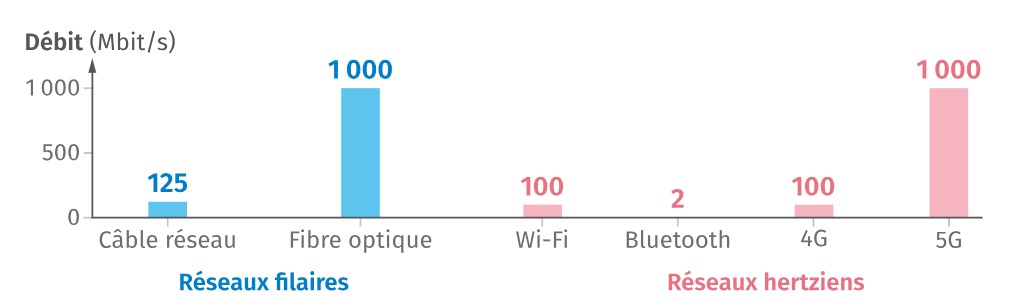 Débit (Mbit/s)
1 000
500
0
125
1 000
100
2
100
1 000
Câble réseau
Fibre optique
Wi-Fi
Bluetooth
4G
5G
Réseaux filaires
Réseaux hertziens